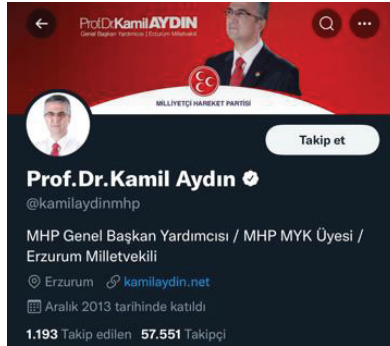 Prof.Dr.Kamil AYDIN
Genel Başkan Yardımcısı | Erzurum Milletvekili
MİLLİYETÇİ HAREKET PARTİSİ
Takip et
Prof.Dr.Kamil Aydın
@kamilaydinmhp
MHP Genel Başkan Yardımcısı / MHP MYK Üyesi /
Erzurum Milletvekili
Erzurum kamilaydin.net
Aralık 2013 tarihinde katıldı
1.193 Takip edilen 57.551 Takipçi